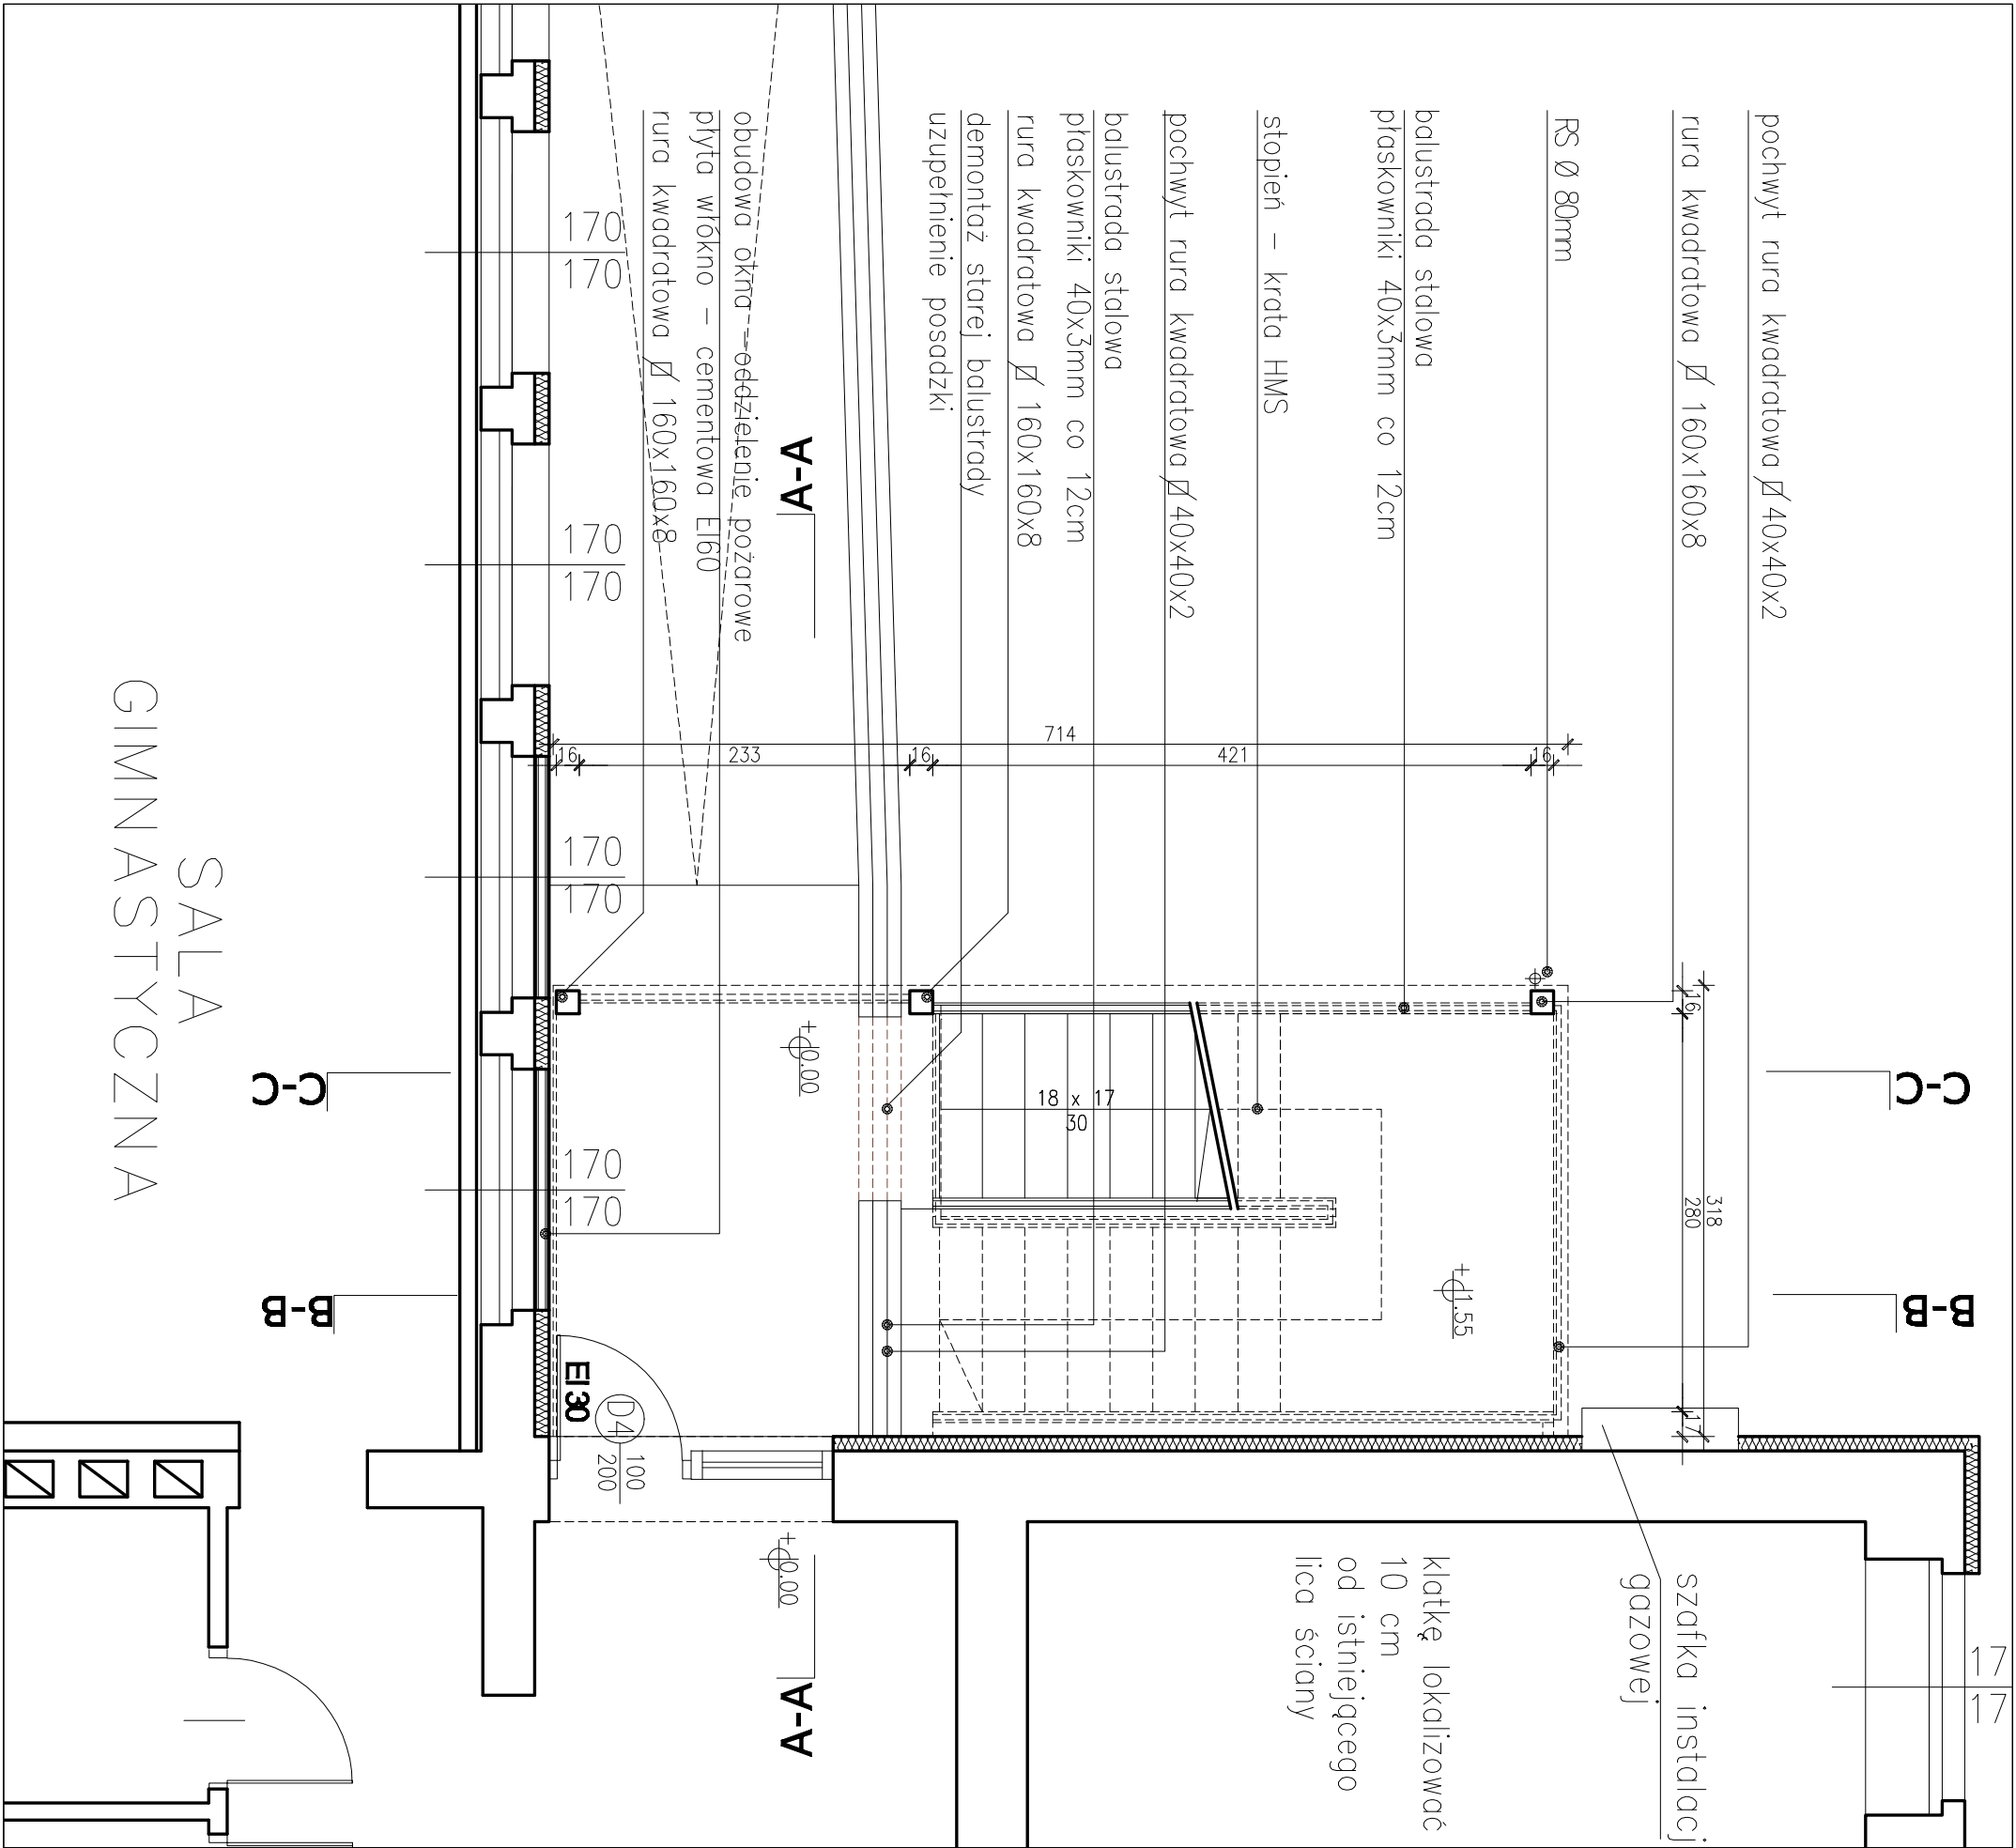 pochwyt rura kwadratowa 40x40x2
rura kwadratowa 160x160x8
RS Ø 80mm
balustrada stalowa
płaskowniki 40x3mm co 12cm
stopień – krata HMS
pochwyt rura kwadratowa 40x40x2
balustrada stalowa
płaskowniki 40x3mm co 12cm
rura kwadratowa 160x160x8
demontaż starej balustrady
uzupełnienie posadzki
obudowa okna –oddzielenie pożarowe
płyta włókno – cementowa EI60
rura kwadratowa 160x160x8
A-A
170
170
170
170
170
170
170
170
714
16
233
16
421
16
16
318
280
17
18 x 17
30
+0.00
+1.55
+0.00
C-C
C-C
B-B
B-B
SALA
GIMNASTYCZNA
EI 30
D4
100
200
A-A
szafka instalacj
gazowej
klatkę lokalizować
10 cm
od istniejącego
lica ściany
17
17